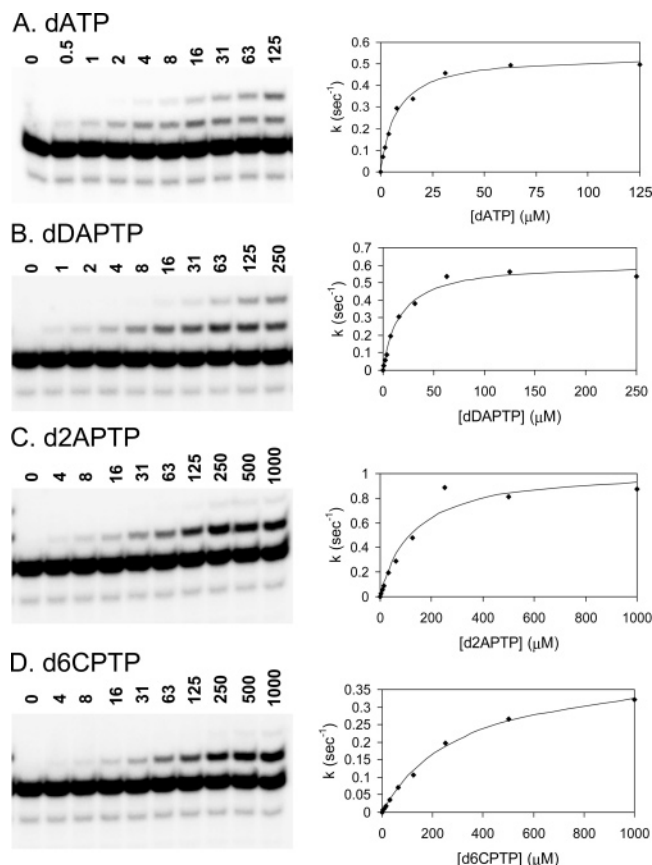 A. dATP
0 0.5 1 2 4 8 16 31 63 125
k (sec-1)
0.6
0.5
0.4
0.3
0.2
0.1
0
0 25 50 75 100 125
[dATP] (μM)
B. dDAPTP
0 1 2 4 8 16 31 63 125 250
k (sec-1)
0.7
0.6
0.5
0.4
0.3
0.2
0.1
0
0 50 100 150 200 250
[dDAPTP] (μM)
C. d2APTP
0 4 8 16 31 63 125 250 500 1000
k (sec-1)
1
0.8
0.6
0.4
0.2
0
0 200 400 600 800 1000
[d2APTP] (μM)
D. d6CPTP
0 4 8 16 31 63 125 250 500 1000
k (sec-1)
0.35
0.3
0.25
0.2
0.15
0.1
0.05
0
0 200 400 600 800 1000
[d6CPTP] (μM)